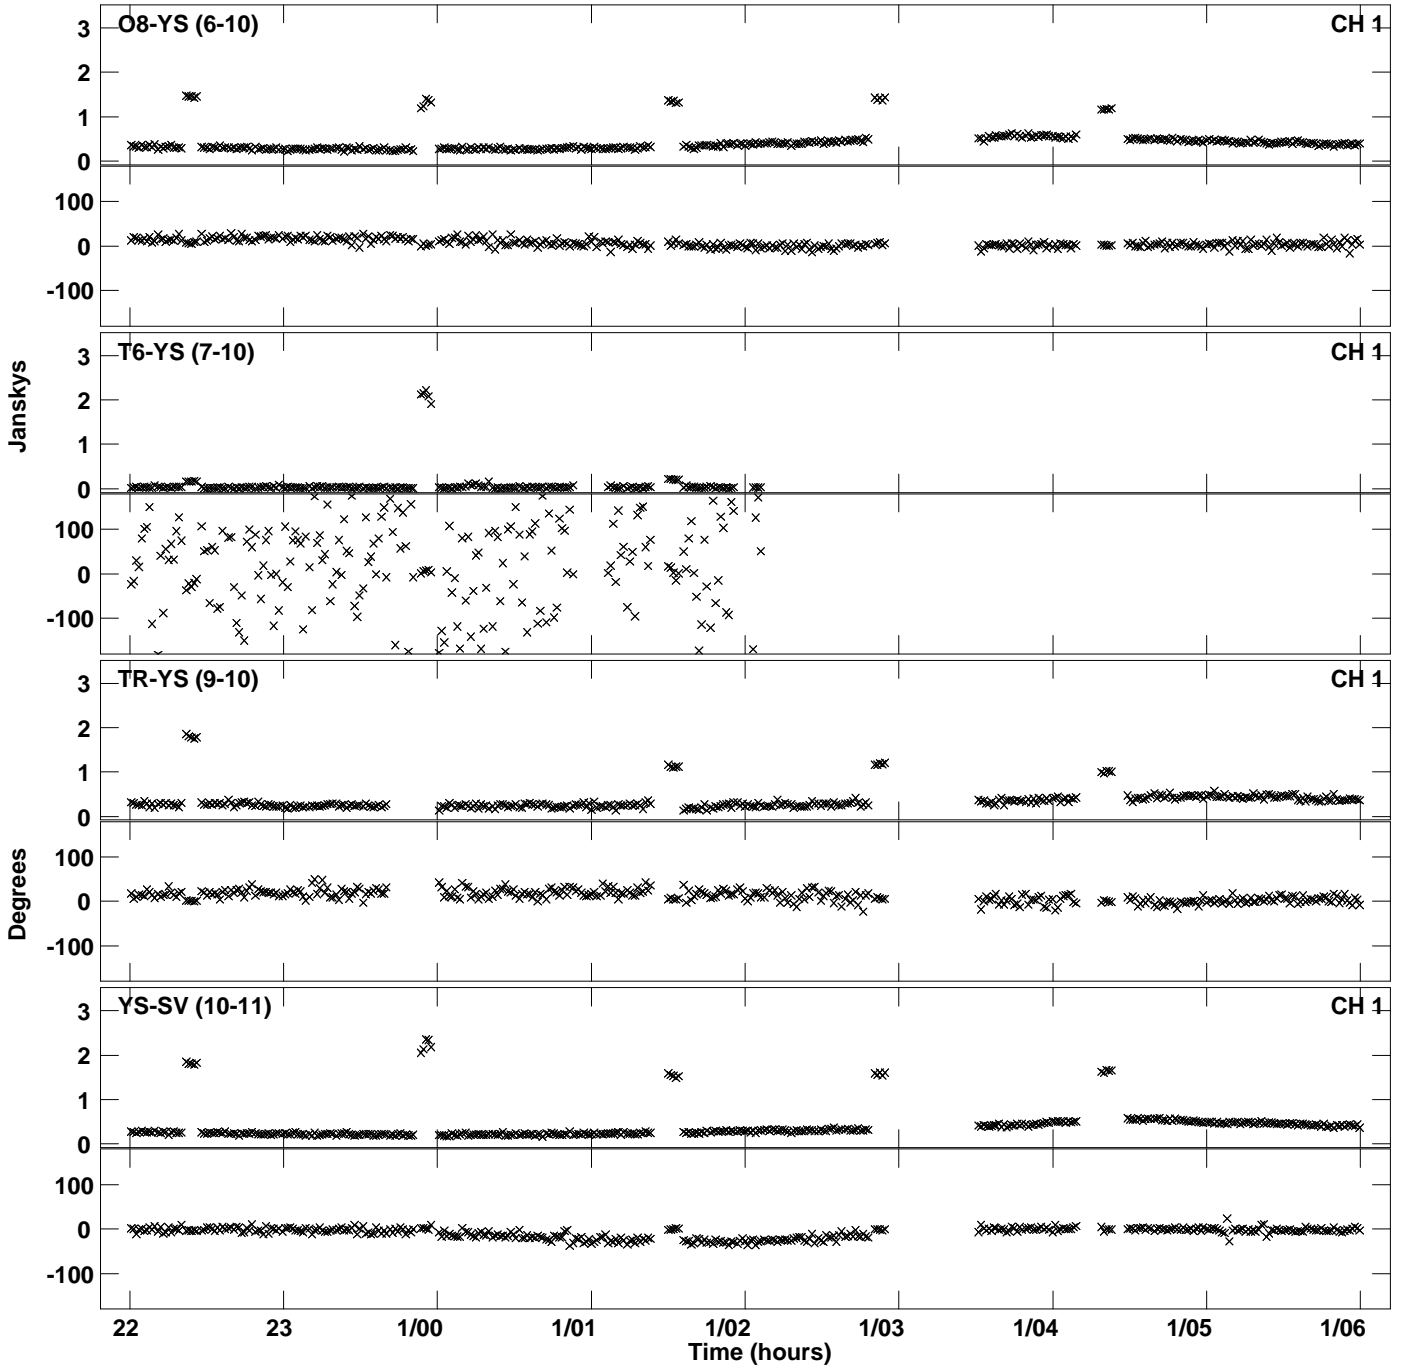 O8-YS (6-10)
CH 1
3
2
1
0
100
0
-100
T6-YS (7-10)
CH 1
3
2
1
0
100
0
-100
Janskys
TR-YS (9-10)
CH 1
3
2
1
0
100
0
-100
Degrees
YS-SV (10-11)
CH 1
3
2
1
0
100
0
-100
22 23 1/00 1/01 1/02 1/03 1/04 1/05 1/06
Time (hours)